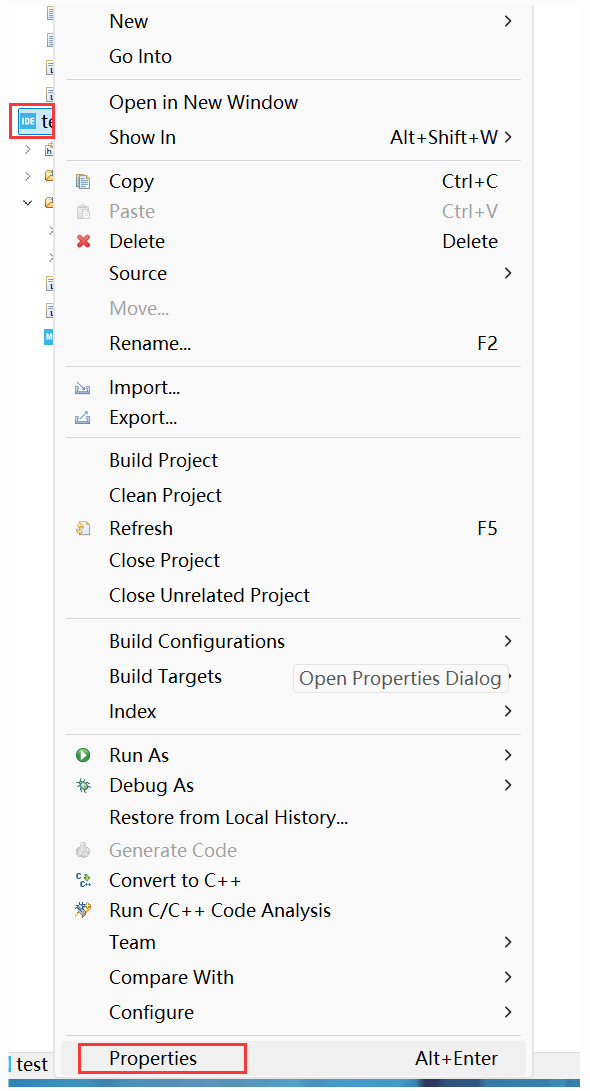 New
Go Into
Open in New Window
Show In Alt+Shift+W
Copy Ctrl+C
Paste Ctrl+V
Delete Delete
Source
Move...
Rename... F2
Import...
Export...
Build Project
Clean Project
Refresh F5
Close Project
Close Unrelated Project
Build Configurations
Build Targets
Open Properties Dialog
Index
Run As
Debug As
Restore from Local History...
Generate Code
Convert to C++
Run C/C++ Code Analysis
Team
Compare With
Configure
Properties Alt+Enter
IDE te
test